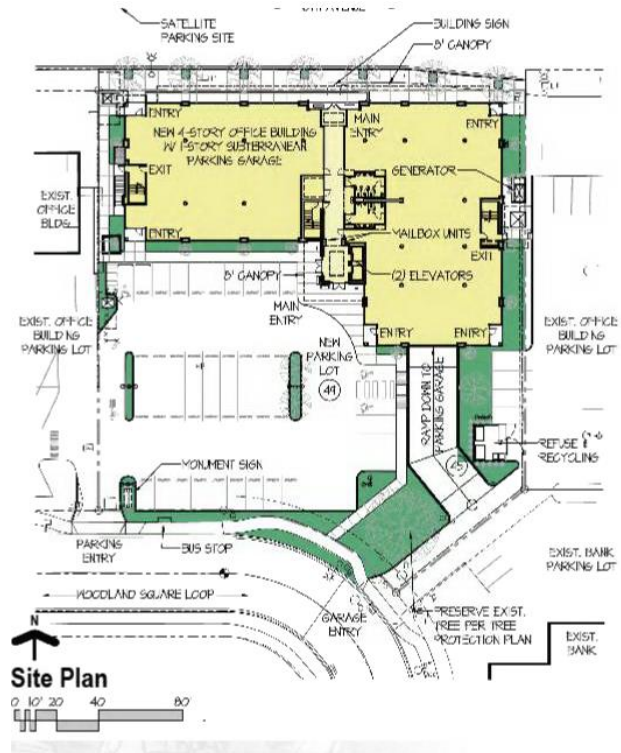 SATELLITE
PARKING SITE
BUILDING SIGN
8' CANOPY
ENTRY
NEW 4-STORY OFFICE BUILDING
W/ 1-STORY SUBTERRANEAN
PARKING GARAGE
MAIN
ENTRY
ENTRY
EXIT
GENERATOR
EXIST.
OFFICE
BLDG.
ENTRY
MAILBOX UNITS
EXIT
8' CANOPY
(2) ELEVATORS
MAIN
ENTRY
EXIST. OFFICE
BUILDING
PARKING LOT
NEW
PARKING
LOT
44
ENTRY
ENTRY
EXIST. OFFICE
BUILDING
PARKING LOT
RAMP DOWN TO
PARKING GARAGE
REFUSE
RECYCLING
45
MONUMENT SIGN
PARKING
ENTRY
BUS STOP
EXIST. BANK
PARKING LOT
WOODLAND SQUARE LOOP
GARAGE
ENTRY
PRESERVE EXIST.
TREE PER TREE
PROTECTION PLAN
EXIST.
BANK
N
Site Plan
0 10' 20 40 80'